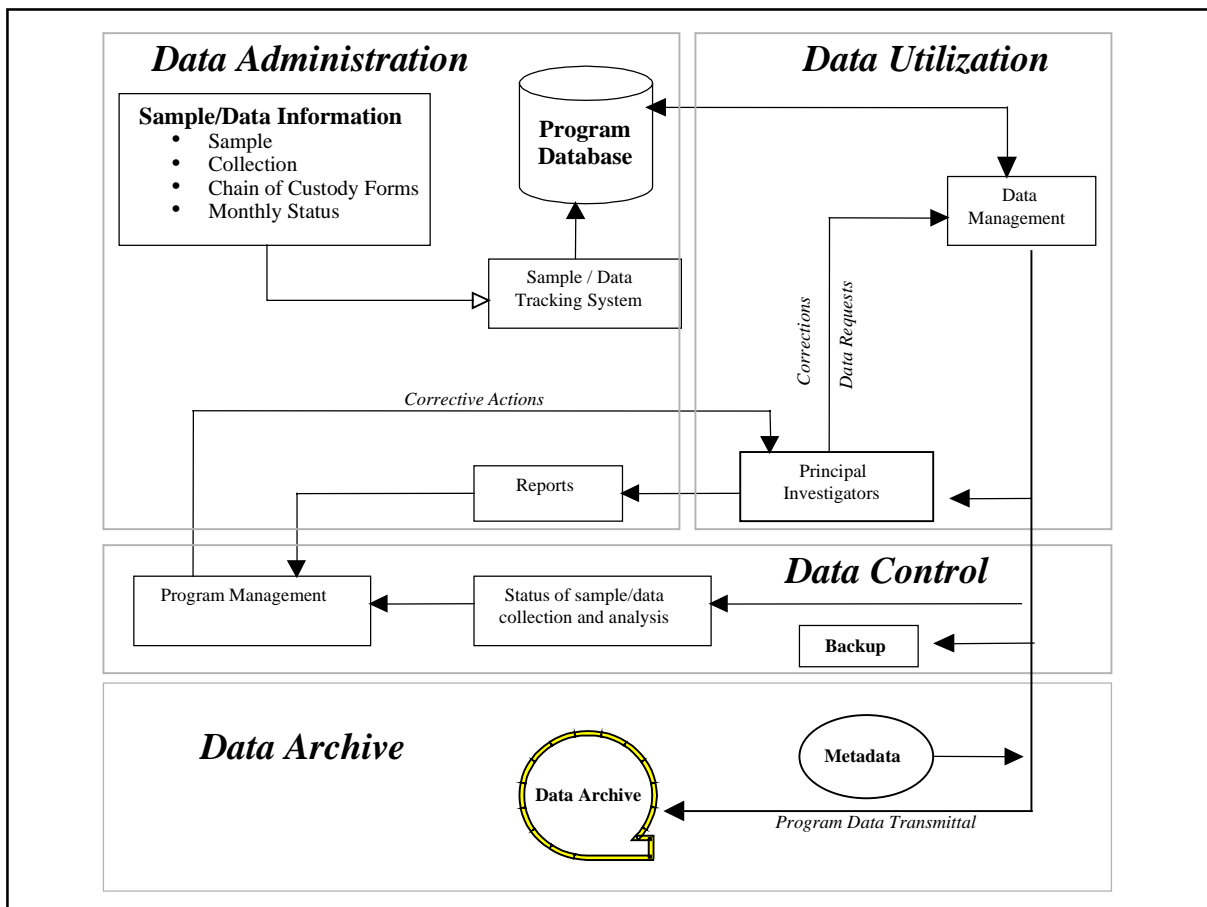 Data Administration
Data Utilization
Sample/Data Information
• Sample
• Collection
• Chain of Custody Forms
• Monthly Status
Program
Database
Data
Management
Sample / Data
Tracking System
Corrections
Data Requests
Corrective Actions
Reports
Principal
Investigators
Data Control
Program Management
Status of sample/data
collection and analysis
Backup
Data Archive
Metadata
Data Archive
Program Data Transmittal